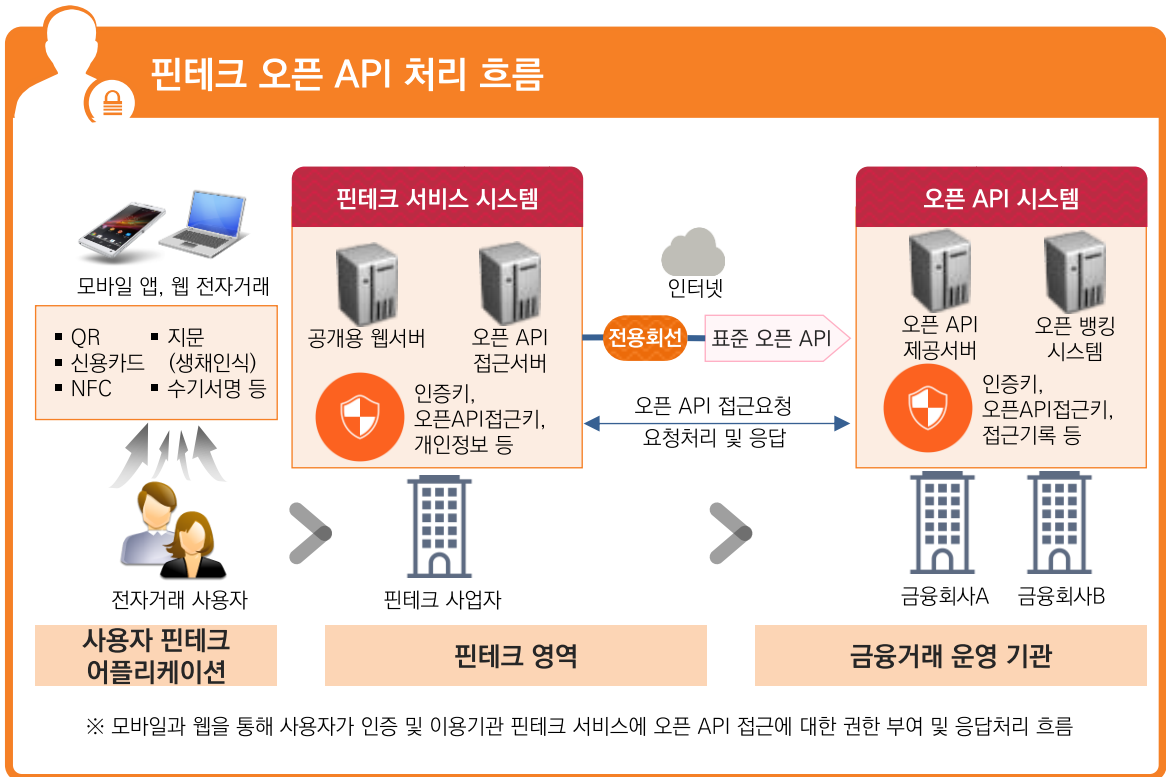 핀테크 오픈 API 처리 흐름
모바일 앱, 웹 전자거래
▪ QR
▪ 신용카드
▪ NFC
▪ 지문
(생채인식)
▪ 수기서명 등
전자거래 사용자
사용자 핀테크
어플리케이션
핀테크 서비스 시스템
공개용 웹서버
오픈 API
접근서버
인증키,
오픈API접근키,
개인정보 등
핀테크 사업자
핀테크 영역
인터넷
전용회선
표준 오픈 API
오픈 API 접근요청
요청처리 및 응답
오픈 API 시스템
오픈 API
제공서버
오픈 뱅킹
시스템
인증키,
오픈API접근키,
접근기록 등
금융회사A
금융회사B
금융거래 운영 기관
※ 모바일과 웹을 통해 사용자가 인증 및 이용기관 핀테크 서비스에 오픈 API 접근에 대한 권한 부여 및 응답처리 흐름